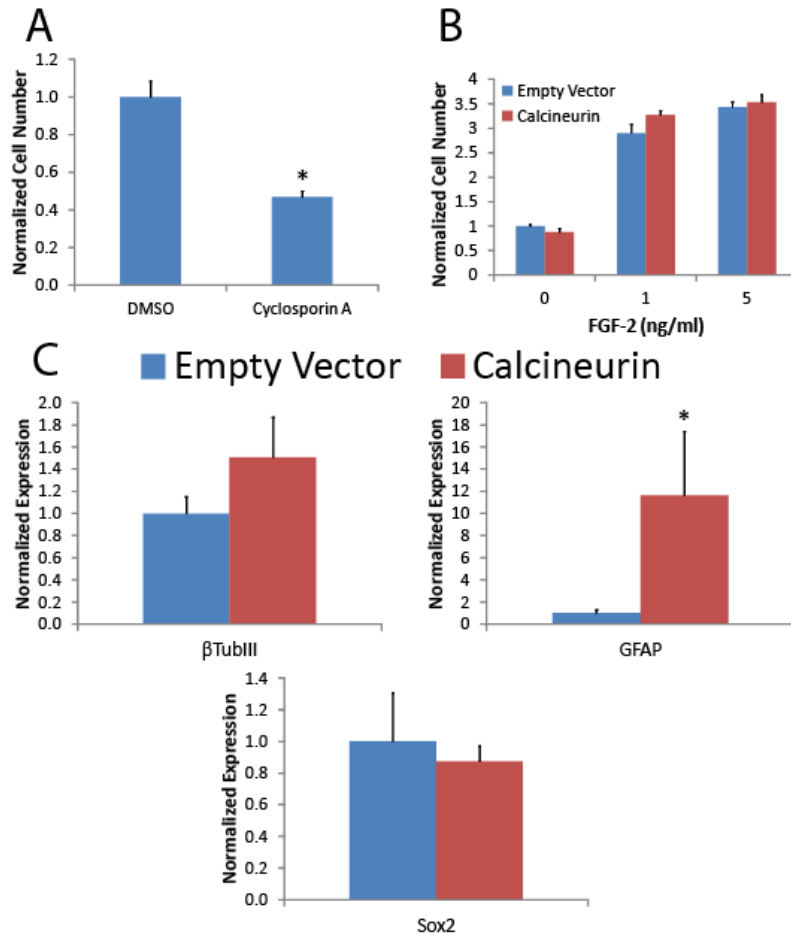 A
Normalized Cell Number
1.2
1.0
0.8
0.6
0.4
0.2
0.0
*
DMSO
Cyclosporin A
B
Normalized Cell Number
4
3.5
3
2.5
2
1.5
1
0.5
0
Empty Vector
Calcineurin
0
1
5
FGF-2 (ng/ml)
C
Empty Vector
Calcineurin
Normalized Expression
2.0
1.8
1.6
1.4
1.2
1.0
0.8
0.6
0.4
0.2
0.0
βTubIII
Normalized Expression
20
18
16
14
12
10
8
6
4
2
0
*
GFAP
Normalized Expression
1.4
1.2
1.0
0.8
0.6
0.4
0.2
0.0
Sox2